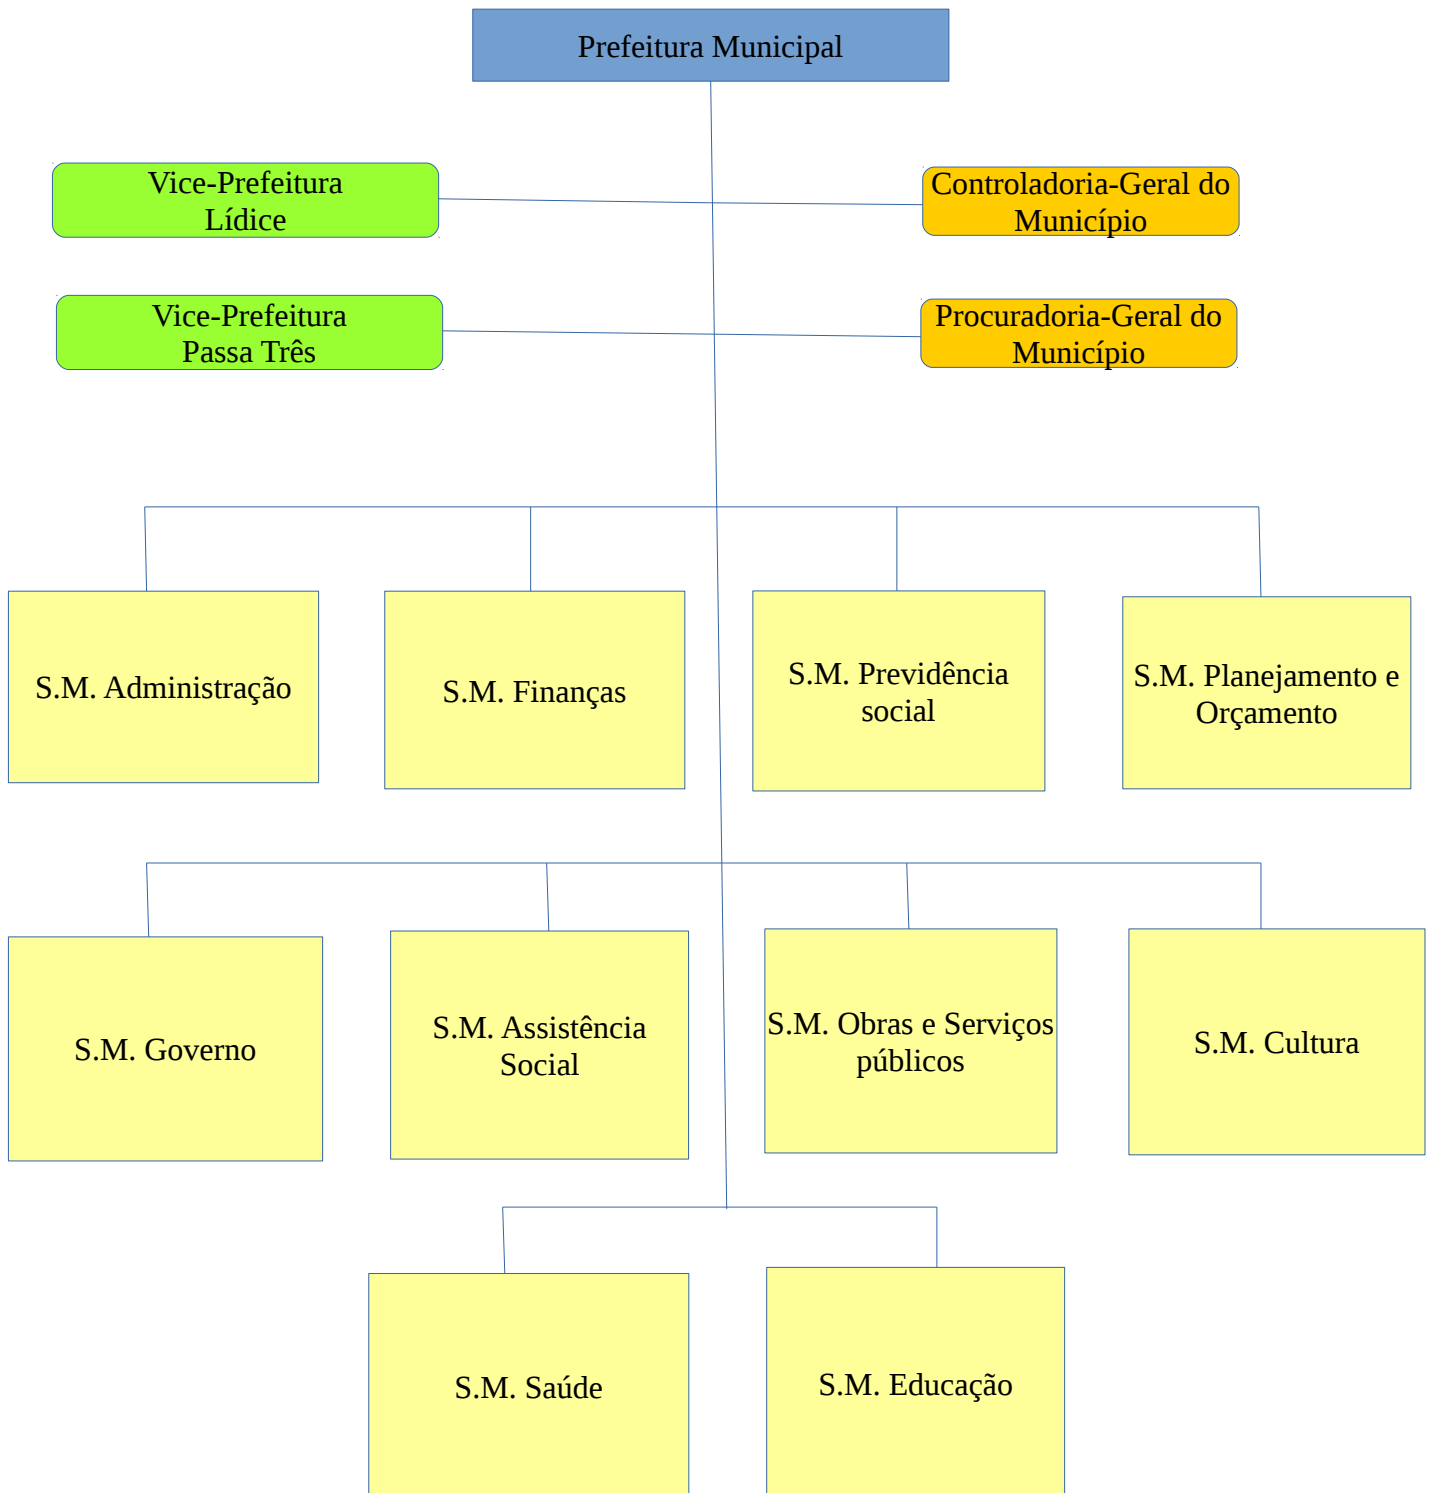 Prefeitura Municipal
Vice-Prefeitura
Lídice
Controladoria-Geral do
Município
Vice-Prefeitura
Passa Três
Procuradoria-Geral do
Município
S.M. Administração
S.M. Finanças
S.M. Previdência
social
S.M. Planejamento e
Orçamento
S.M. Governo
S.M. Assistência
Social
S.M. Obras e Serviços
públicos
S.M. Cultura
S.M. Saúde
S.M. Educação